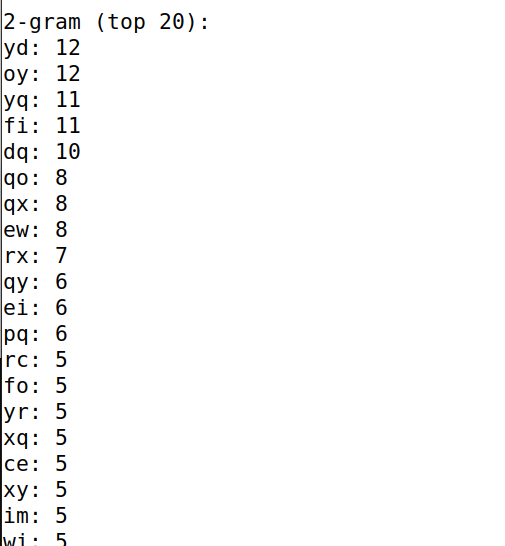 2-gram (top 20):
yd: 12
oy: 12
yq: 11
fi: 11
dq: 10
qo: 8
qx: 8
ew: 8
rx: 7
qy: 6
ei: 6
pq: 6
rc: 5
fo: 5
yr: 5
xq: 5
ce: 5
xy: 5
im: 5
wi: 5